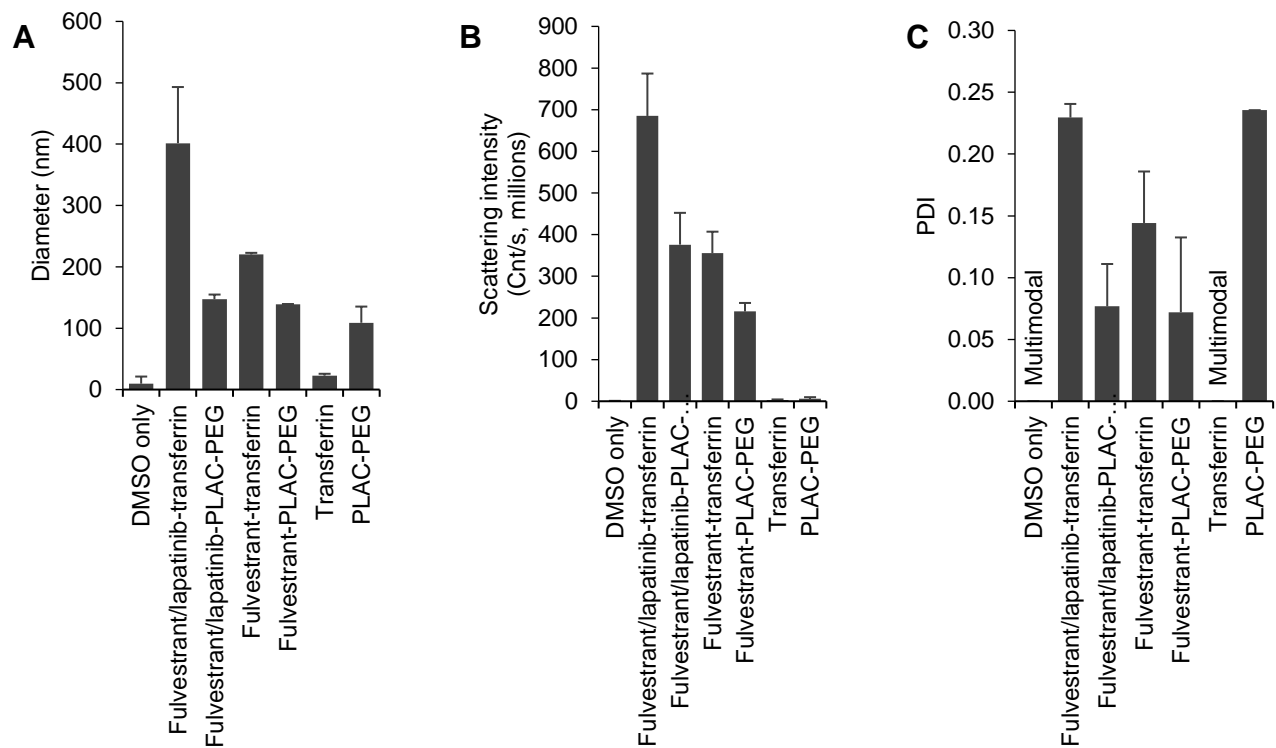 A
Diameter (nm)
600
500
400
300
200
100
0
DMSO only
Fulvestrant/lapatinib-transferrin
Fulvestrant/lapatinib-PLAC-PEG
Fulvestrant-transferrin
Fulvestrant-PLAC-PEG
Transferrin
PLAC-PEG
B
Scattering intensity
(Cnt/s, millions)
900
800
700
600
500
400
300
200
100
0
DMSO only
Fulvestrant/lapatinib-transferrin
Fulvestrant/lapatinib-PLAC-...
Fulvestrant-transferrin
Fulvestrant-PLAC-PEG
Transferrin
PLAC-PEG
C
PDI
0.30
0.25
0.20
0.15
0.10
0.05
0.00
Multimodal
Multimodal
DMSO only
Fulvestrant/lapatinib-transferrin
Fulvestrant/lapatinib-PLAC-...
Fulvestrant-transferrin
Fulvestrant-PLAC-PEG
Transferrin
PLAC-PEG